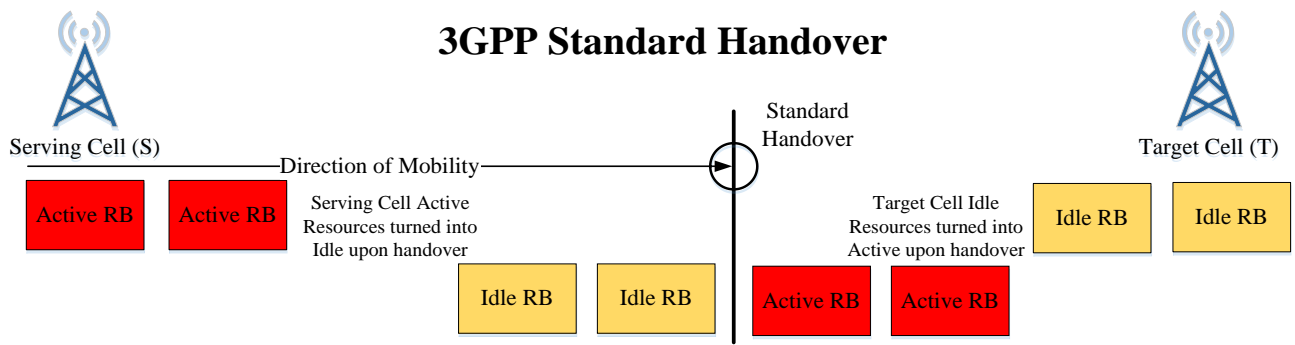 3GPP Standard Handover
Standard
Handover
Serving Cell (S)
Target Cell (T)
Direction of Mobility
Active RB
Active RB
Serving Cell Active
Resources turned into
Idle upon handover
Target Cell Idle
Resources turned into
Active upon handover
Idle RB
Idle RB
Idle RB
Idle RB
Active RB
Active RB